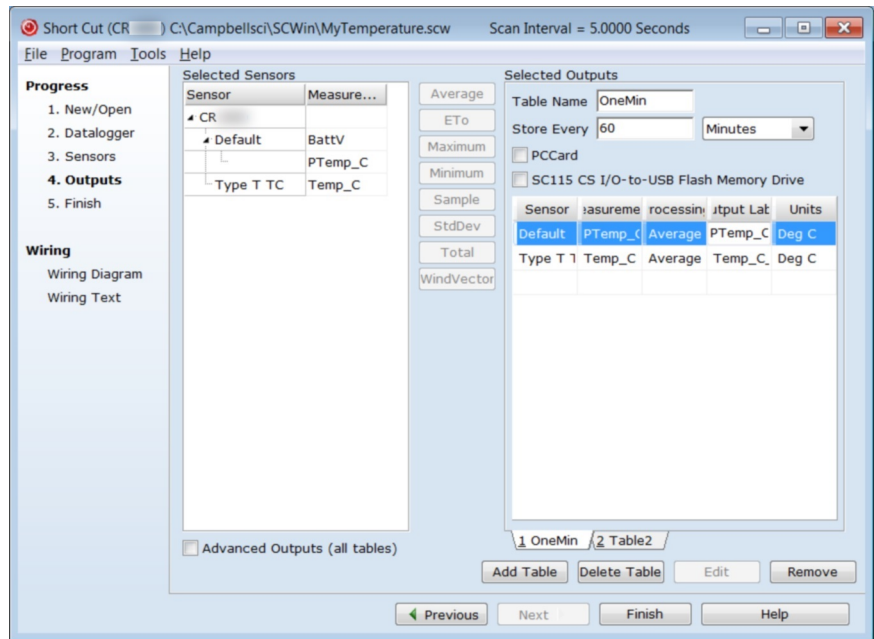 Short Cut (CR ) C:\Campbellsci\SCWin\MyTemperature.scw Scan Interval = 5.0000 Seconds
File Program Tools Help
Progress
1. New/Open
2. Datalogger
3. Sensors
4. Outputs
5. Finish
Wiring
Wiring Diagram
Wiring Text
Selected Sensors
Sensor Measure...
CR
Default BattV
PTemp_C
Type T TC Temp_C
Advanced Outputs (all tables)
Average
ETo
Maximum
Minimum
Sample
StdDev
Total
WindVector
Selected Outputs
Table Name OneMin
Store Every 60 Minutes
PCCard
SC115 CS I/O-to-USB Flash Memory Drive
Sensor easureme rocessin utput Lab Units
Default PTemp_C Average PTemp_C Deg C
Type T T Temp_C Average Temp_C_ Deg C
1 OneMin 2 Table2
Add Table Delete Table Edit Remove
Previous Next Finish Help